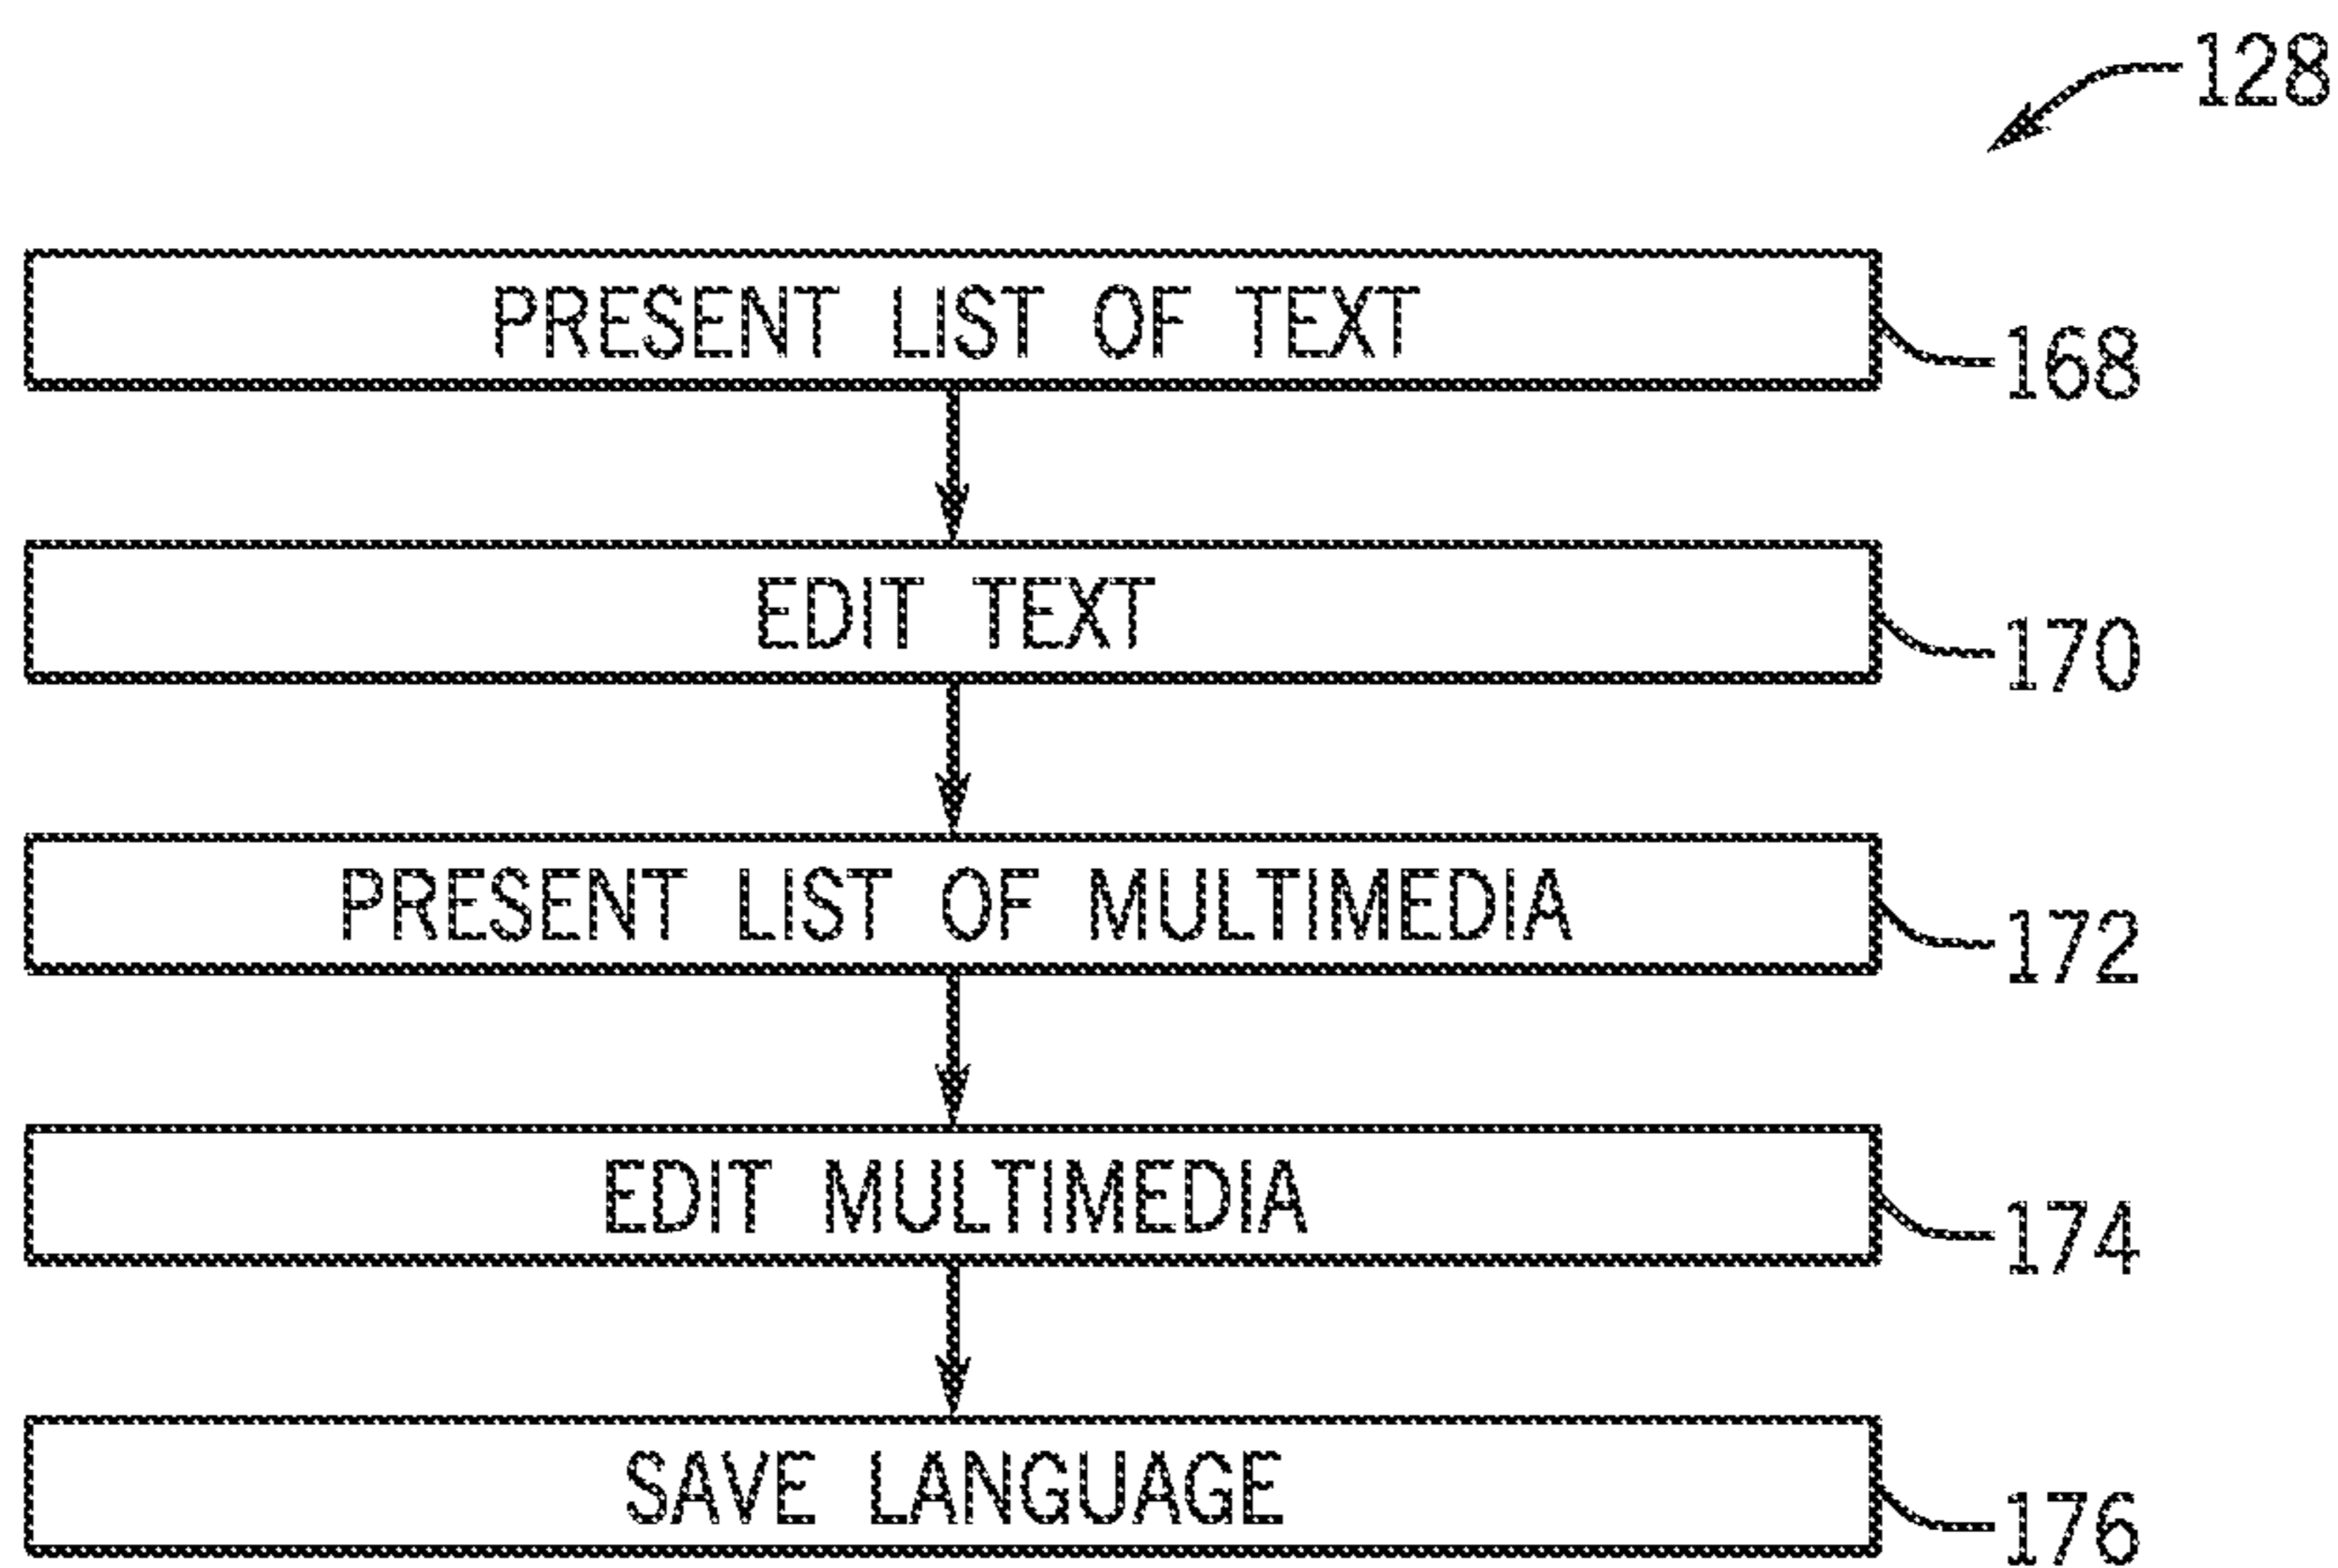 128
PRESENT LIST OF TEXT
168
EDIT TEXT
170
PRESENT LIST OF MULTIMEDIA
172
EDIT MULTIMEDIA
174
SAVE LANGUAGE
176